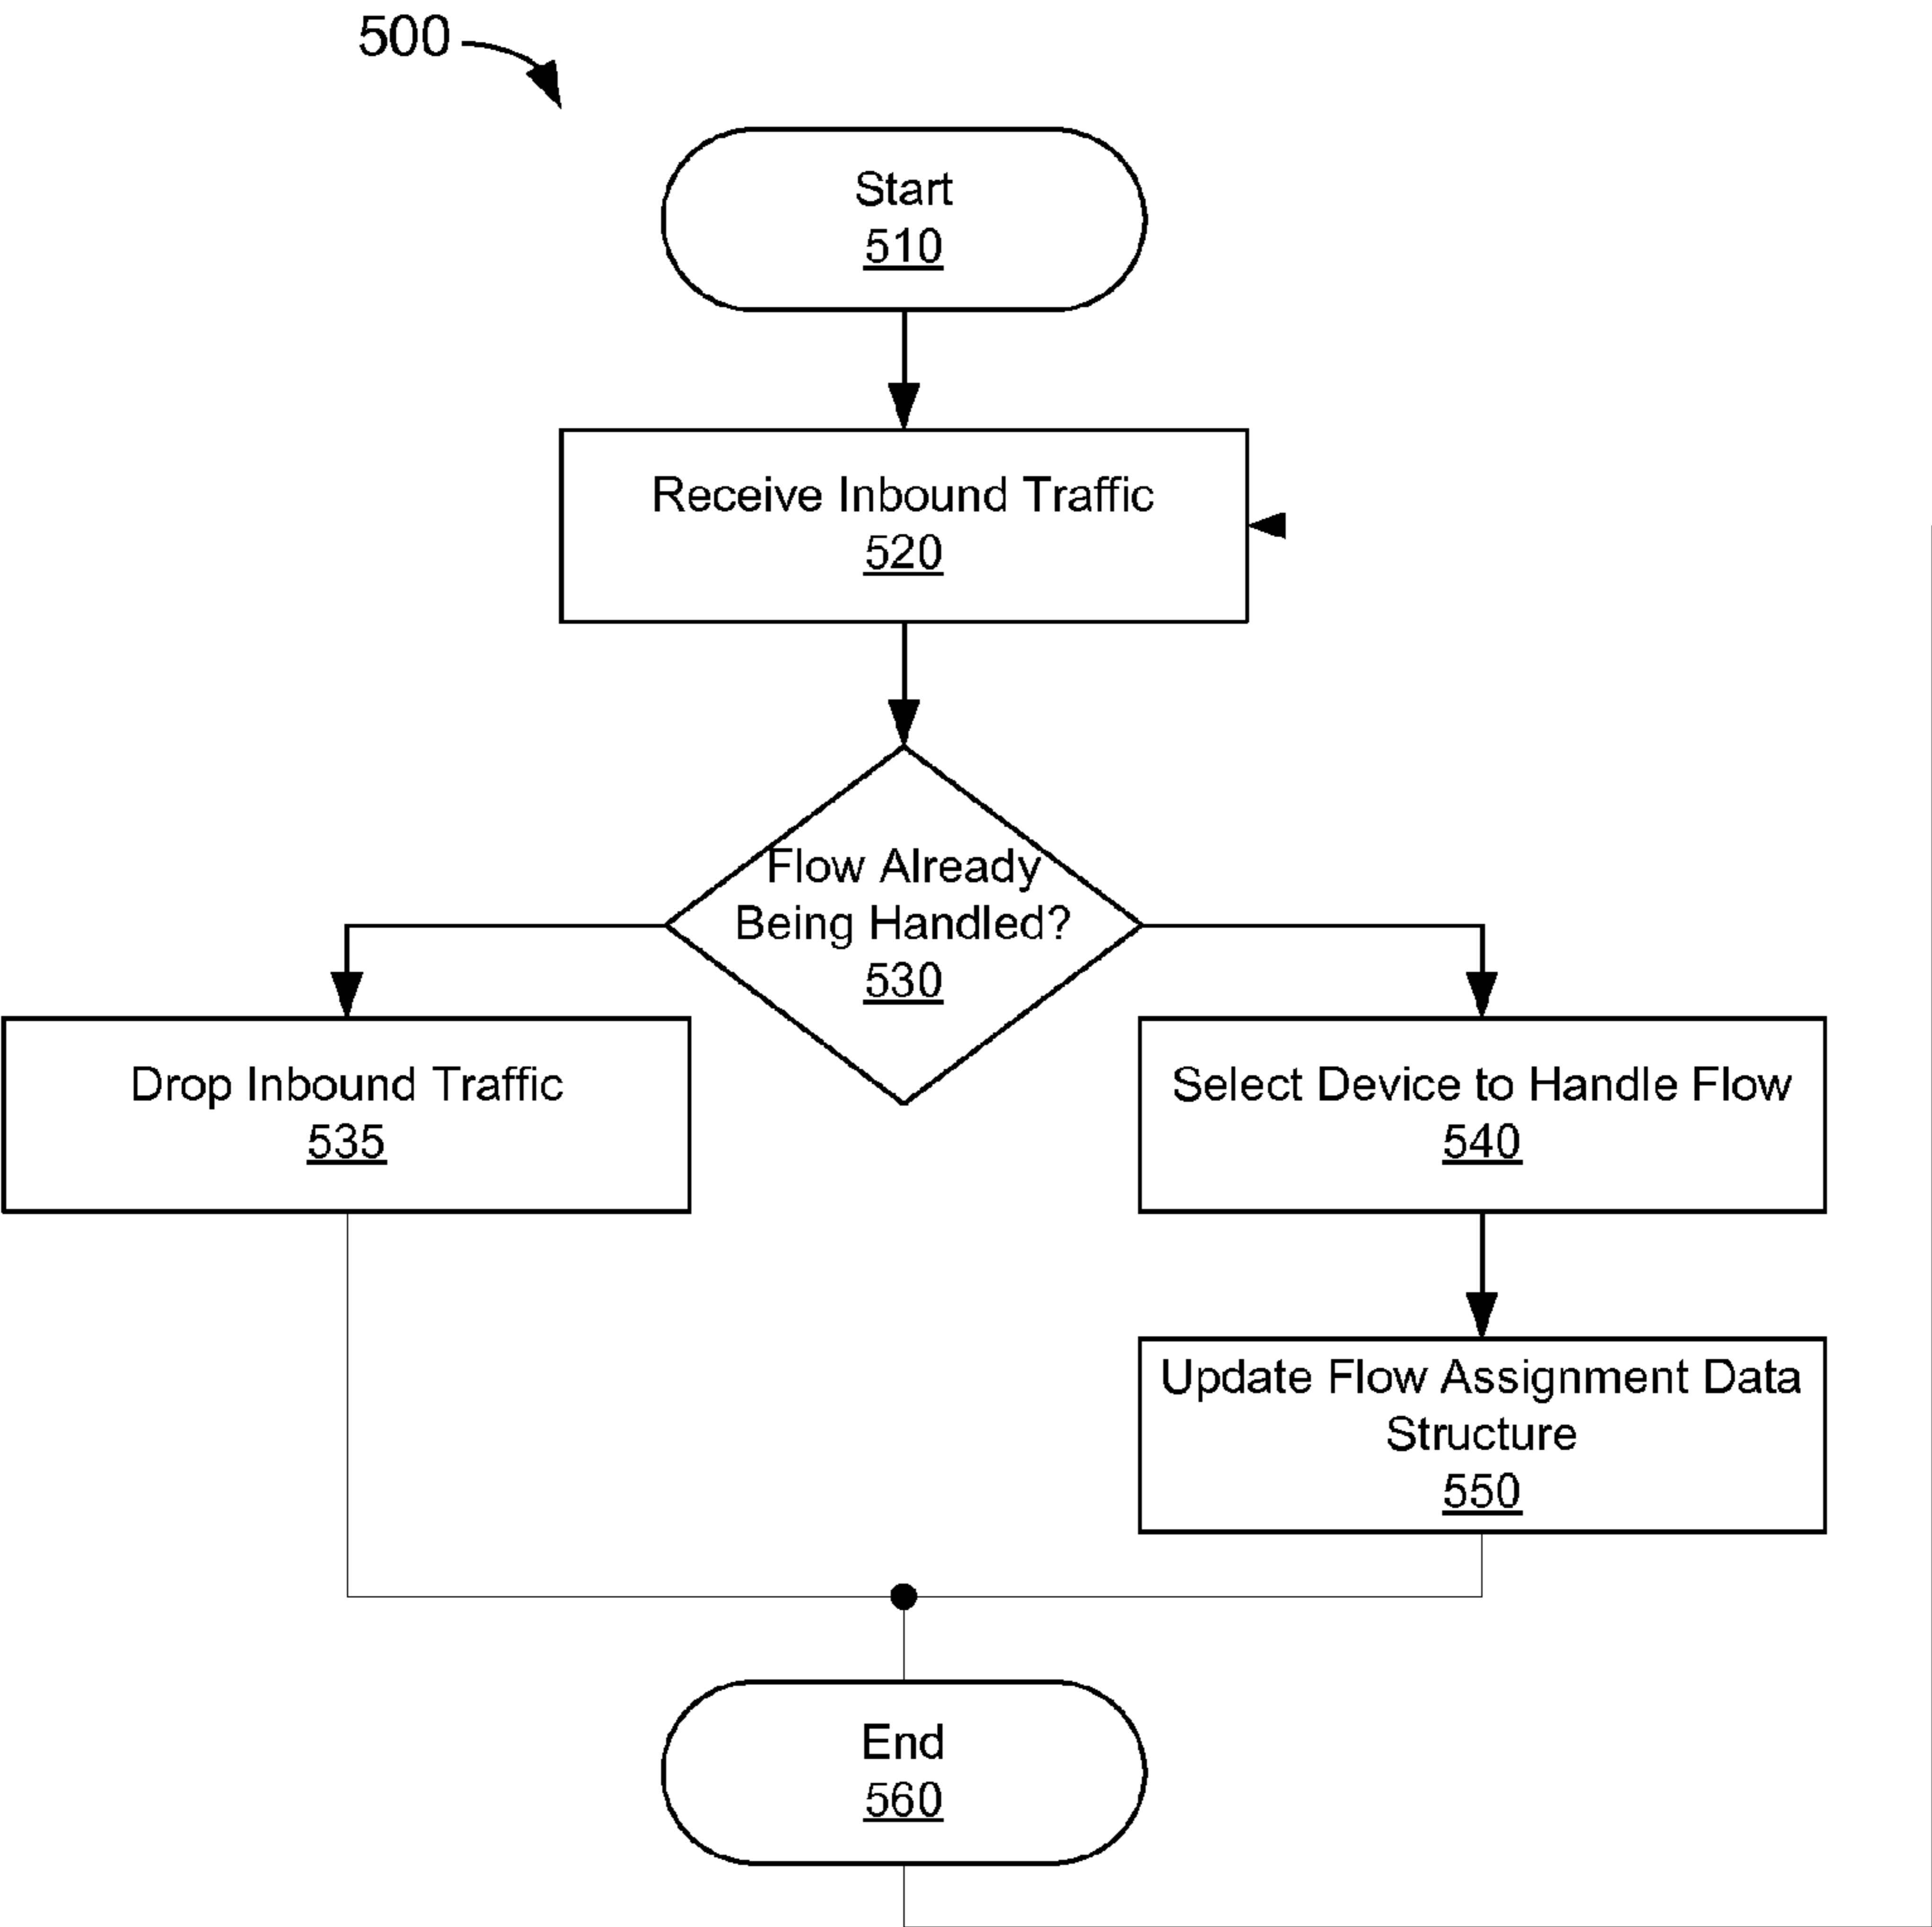 500
Start
510
Receive Inbound Traffic
520
Flow Already
Being Handled?
530
Drop Inbound Traffic
535
Select Device to Handle Flow
540
Update Flow Assignment Data
Structure
550
End
560